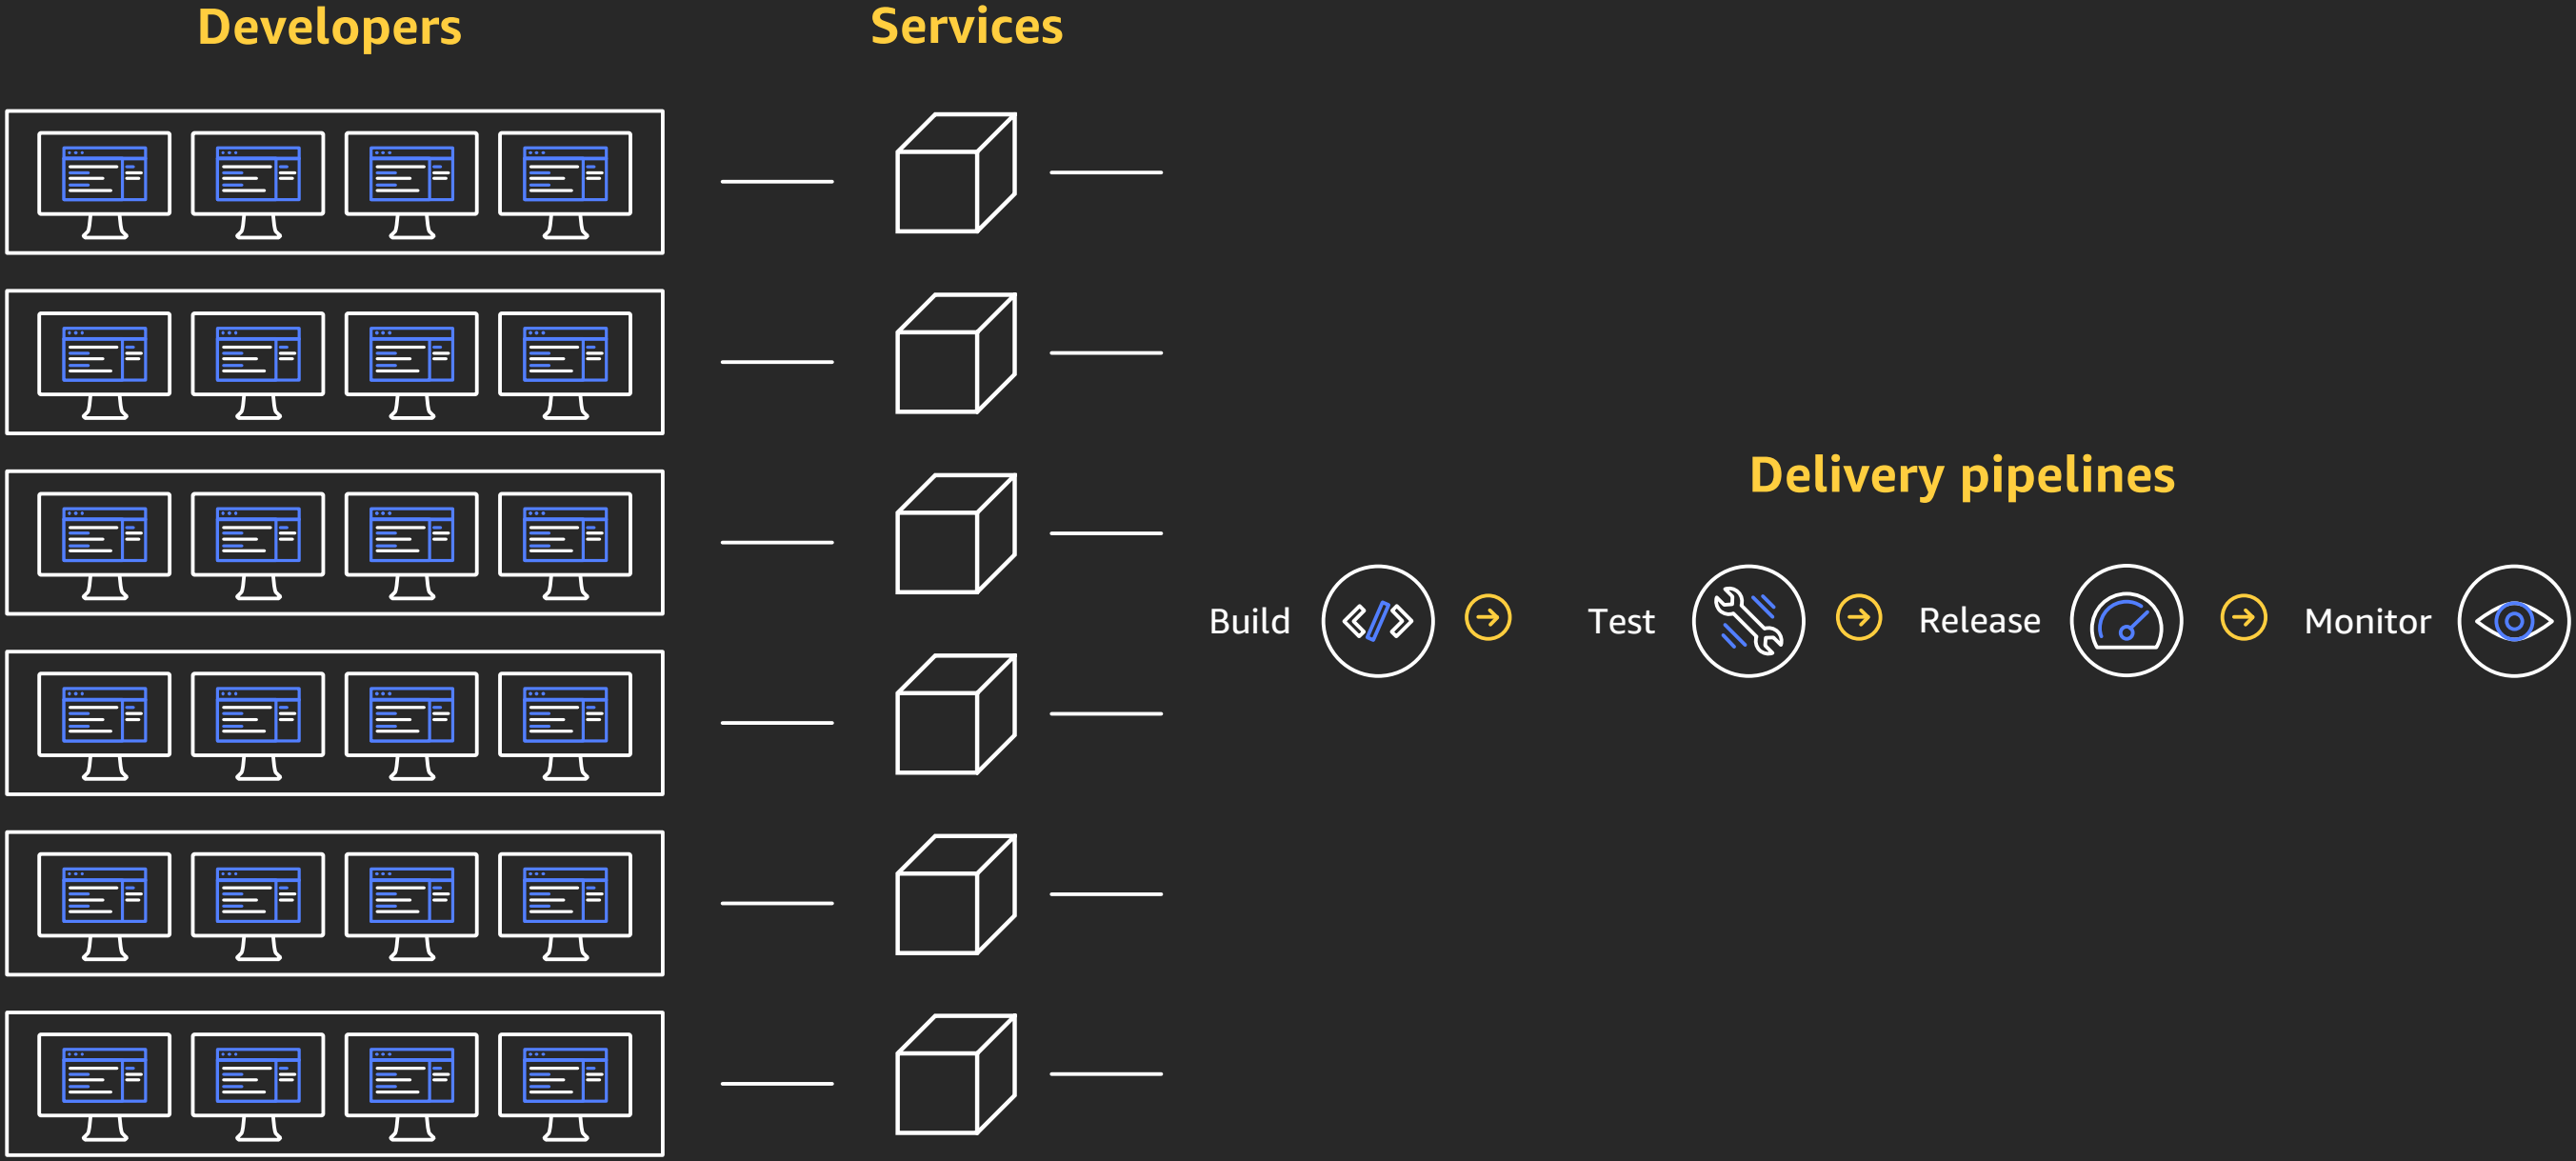 Developers
Services
Delivery pipelines
Build
Test
Release
Monitor